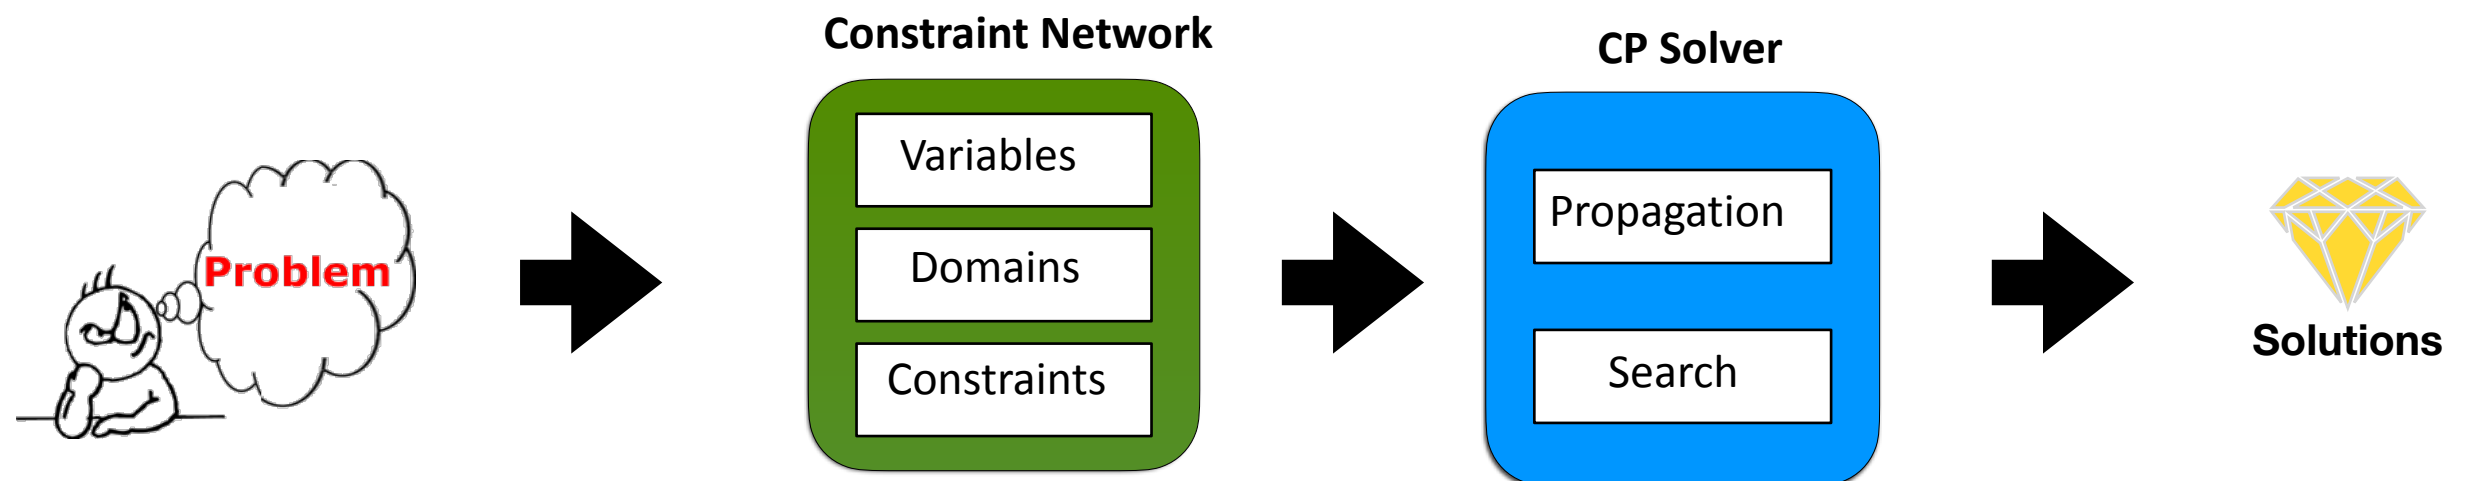 Problem
Constraint Network
Variables
Domains
Constraints
CP Solver
Propagation
Search
Solutions